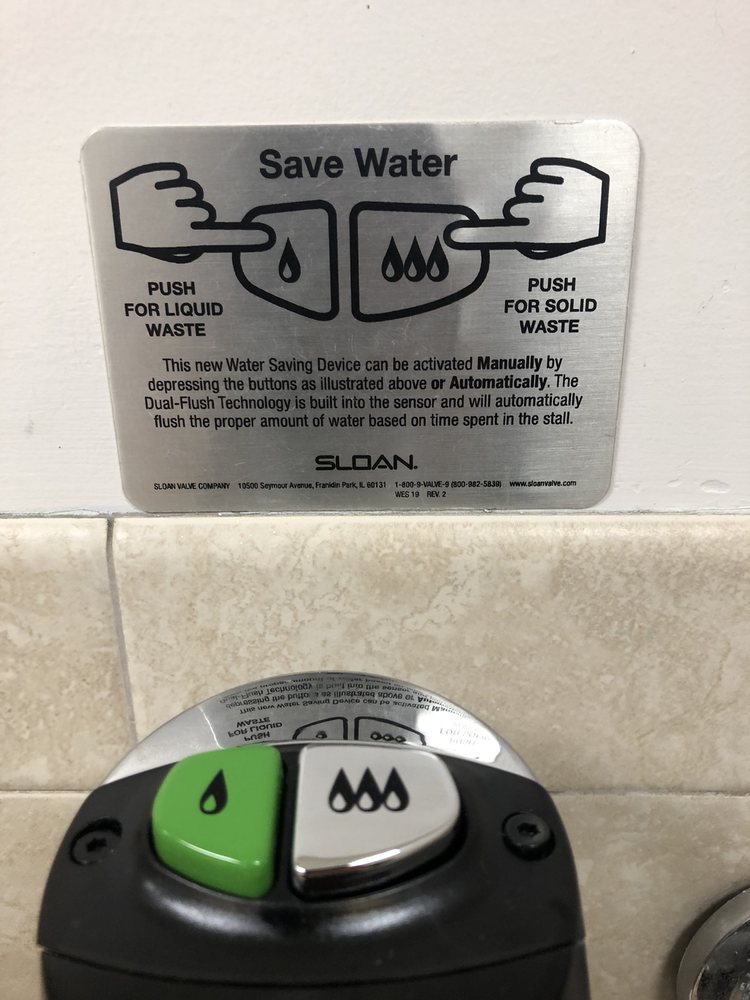 Save Water
PUSH
FOR LIQUID
WASTE
PUSH
FOR SOLID
WASTE
This new Water Saving Device can be activated Manually by
depressing the buttons as illustrated above or Automatically. The
Dual-Flush Technology is built into the sensor and will automatically
flush the proper amount of water based on time spent in the stall.
SLOAN.
SLOAN VALVE COMPANY 10500 Seymour Avenue, Franklin Park, IL 60131 1-800-9-VALVE-9 (800-982-5839) www.sloanvalve.com
WES 19 REV. 2